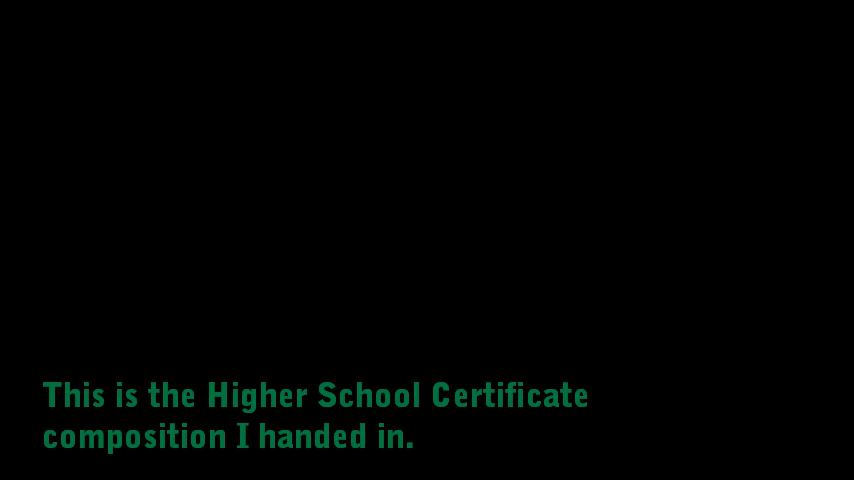 This is the Higher School Certificate
composition I handed in.